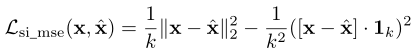 $$\mathcal{L}_{\text{si\_mse}}(\mathbf{x}, \hat{\mathbf{x}}) = \frac{1}{k} \|\mathbf{x} - \hat{\mathbf{x}}\|_2^2 - \frac{1}{k^2} ([\mathbf{x} - \hat{\mathbf{x}}] \cdot \mathbf{1}_k)^2$$